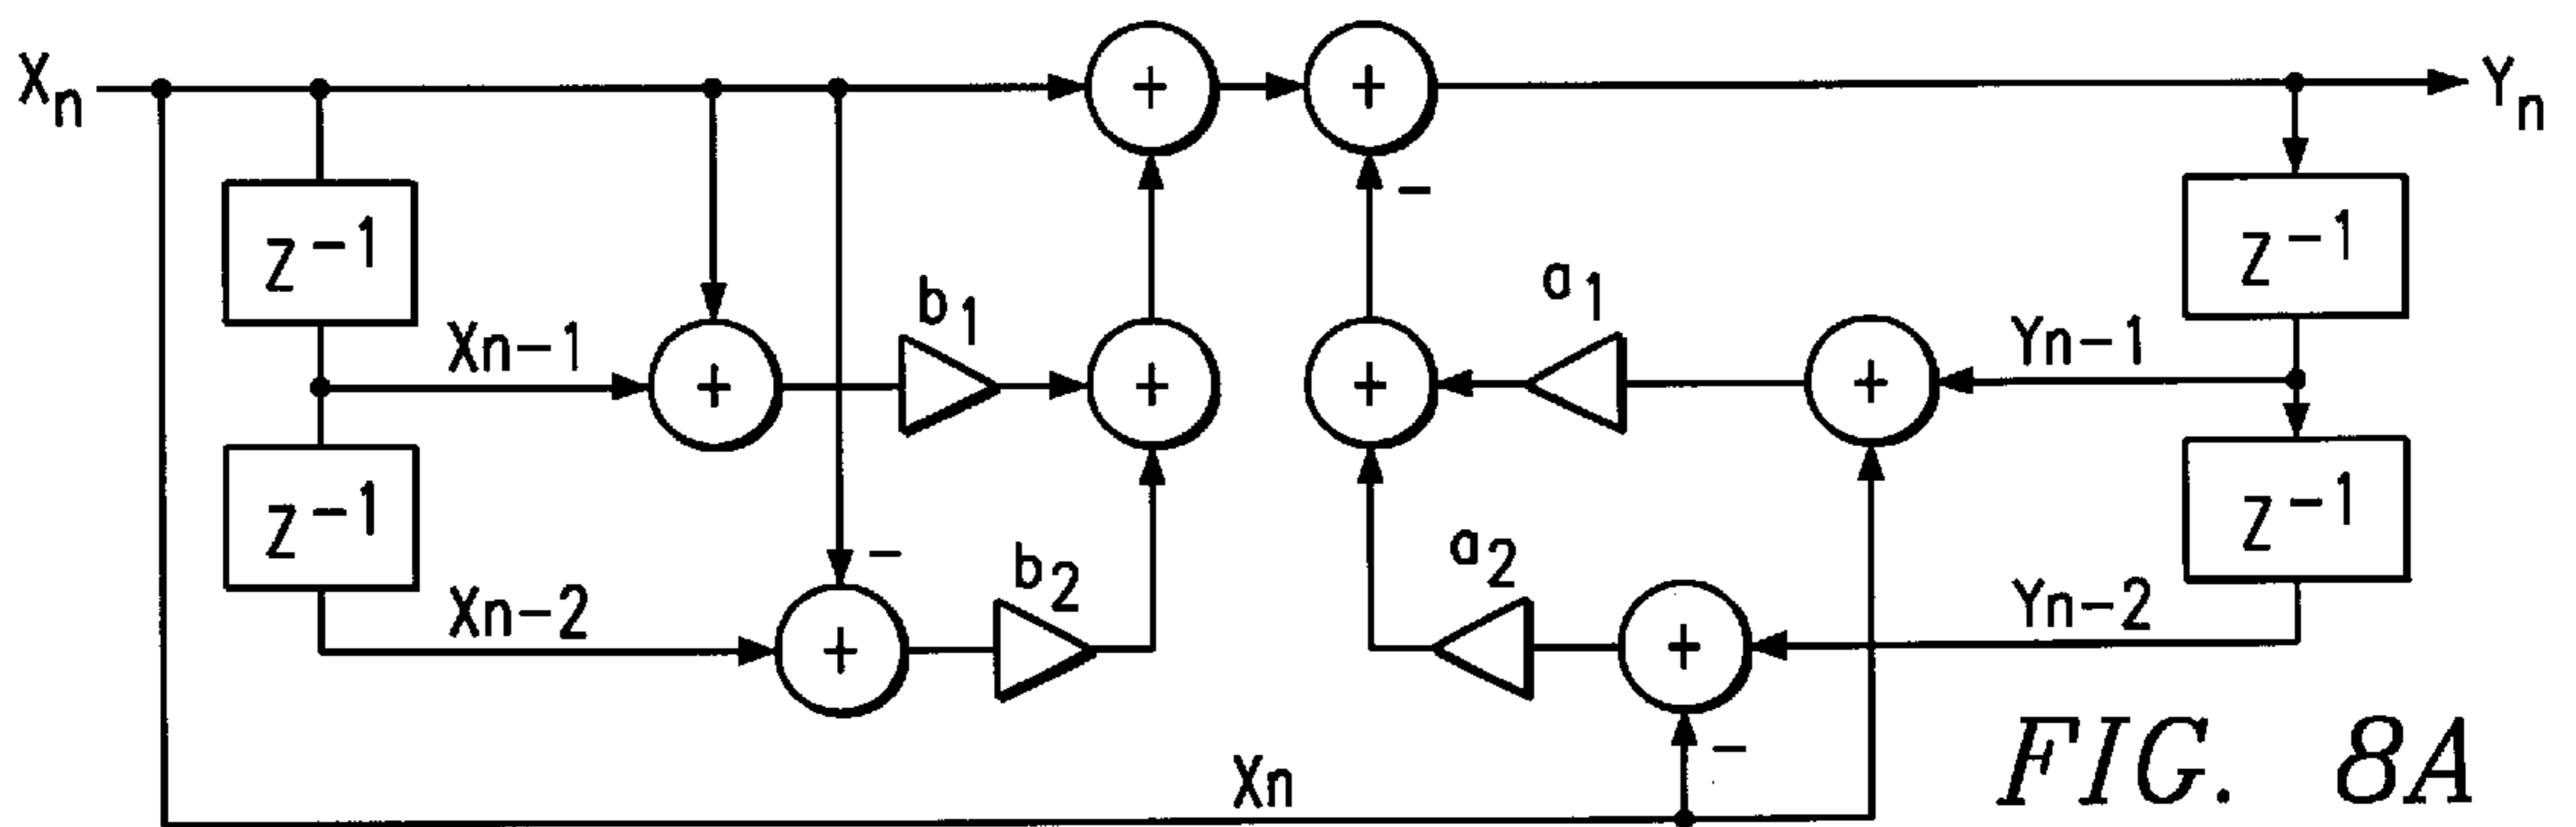 Xn
+
+
Yn
-
z-1
z-1
b1
a1
Xn-1
Yn-1
+
+
+
+
z-1
z-1
-
b2
a2
Xn-2
Yn-2
+
+
-
Xn
FIG. 8A